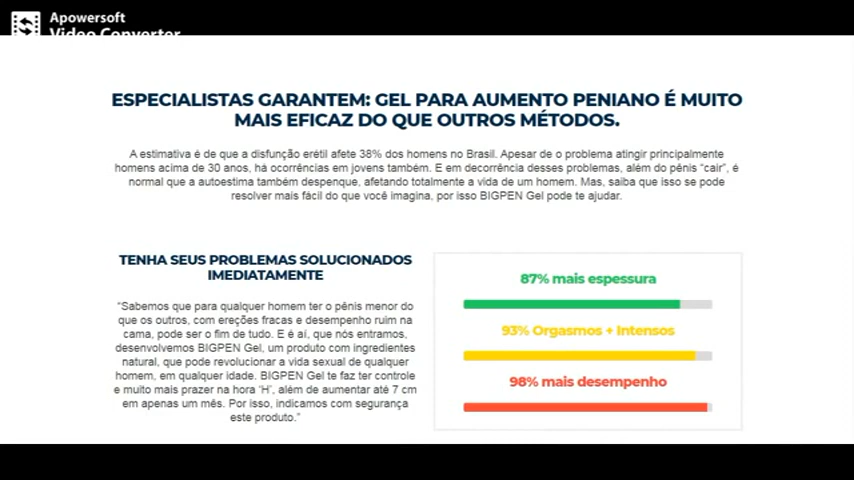 Apowersoft
Video Converter
ESPECIALISTAS GARANTEM: GEL PARA AUMENTO PENIANO É MUITO
MAIS EFICAZ DO QUE OUTROS MÉTODOS.
A estimativa é de que a disfunção erétil afete 38% dos homens no Brasil. Apesar de o problema atingir principalmente
homens acima de 30 anos, há ocorrências em jovens também. E em decorrência desses problemas, além do pênis “cair”, é
normal que a autoestima também despenque, afetando totalmente a vida de um homem. Mas, saiba que isso se pode
resolver mais fácil do que você imagina, por isso BIGPEN Gel pode te ajudar.
TENHA SEUS PROBLEMAS SOLUCIONADOS
IMEDIATAMENTE
“Sabemos que para qualquer homem ter o pênis menor do
que os outros, com ereções fracas e desempenho ruim na
cama, pode ser o fim de tudo. E é aí, que nós entramos,
desenvolvemos BIGPEN Gel, um produto com ingredientes
natural, que pode revolucionar a vida sexual de qualquer
homem, em qualquer idade. BIGPEN Gel te faz ter controle
e muito mais prazer na hora ‘H’, além de aumentar até 7 cm
em apenas um mês. Por isso, indicamos com segurança
este produto.”
87% mais espessura
93% Orgasmos + Intensos
98% mais desempenho